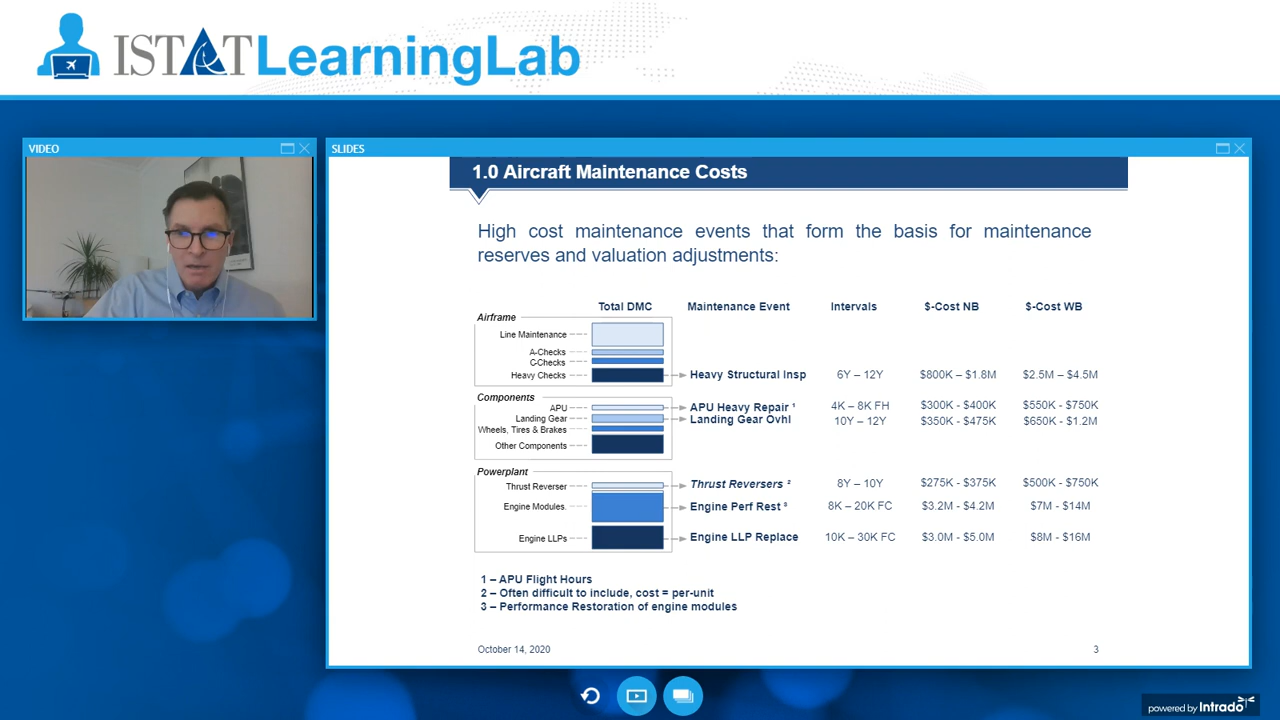 ISTAT LearningLab
VIDEO
SLIDES
1.0 Aircraft Maintenance Costs
High cost maintenance events that form the basis for maintenance
reserves and valuation adjustments:
Total DMC Maintenance Event Intervals $-Cost NB $-Cost WB
Airframe
Line Maintenance
A-Checks
C-Checks
Heavy Checks Heavy Structural Insp 6Y – 12Y $800K – $1.8M $2.5M – $4.5M
Components
APU APU Heavy Repair ¹ 4K – 8K FH $300K - $400K $550K - $750K
Landing Gear Landing Gear Ovhl 10Y – 12Y $350K - $475K $650K - $1.2M
Wheels, Tires & Brakes
Other Components
Powerplant
Thrust Reverser Thrust Reversers ² 8Y – 10Y $275K - $375K $500K - $750K
Engine Modules Engine Perf Rest ³ 8K – 20K FC $3.2M - $4.2M $7M - $14M
Engine LLPs Engine LLP Replace 10K – 30K FC $3.0M - $5.0M $8M - $16M
1 – APU Flight Hours
2 – Often difficult to include, cost = per-unit
3 – Performance Restoration of engine modules
October 14, 2020 3
powered by Intrado